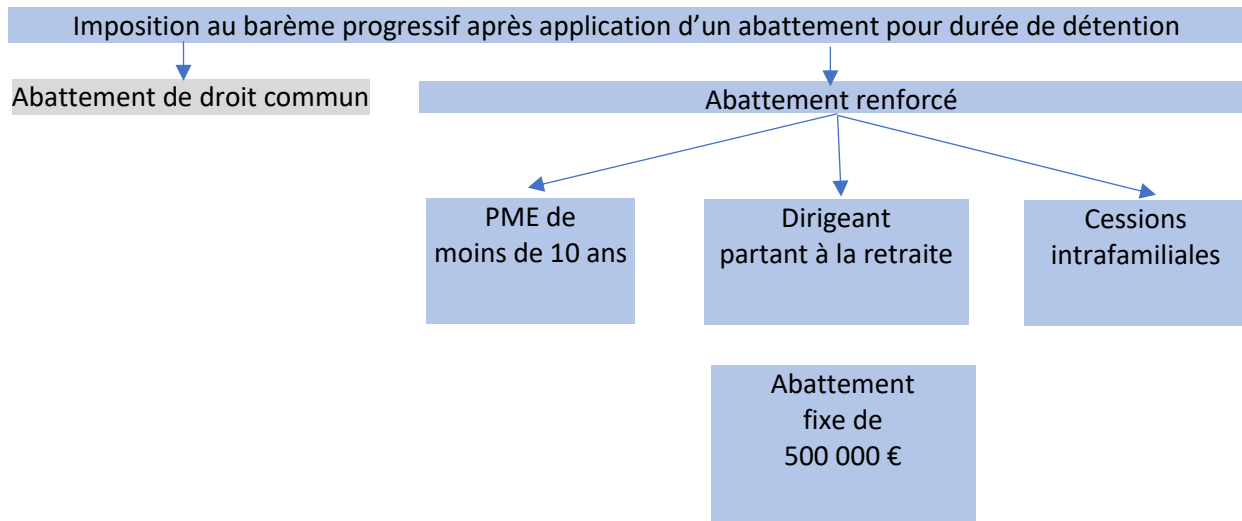 Imposition au barème progressif après application d’un abattement pour durée de détention
Abattement de droit commun
Abattement renforcé
PME de
moins de 10 ans
Dirigeant
partant à la retraite
Cessions
intrafamiliales
Abattement
fixe de
500 000 €